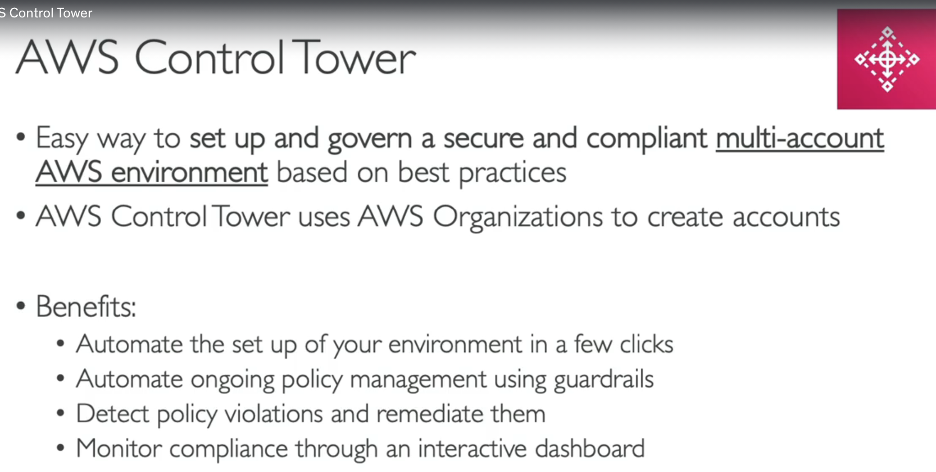 S Control Tower
AWS Control Tower
• Easy way to set up and govern a secure and compliant multi-account
AWS environment based on best practices
• AWS Control Tower uses AWS Organizations to create accounts
• Benefits:
• Automate the set up of your environment in a few clicks
• Automate ongoing policy management using guardrails
• Detect policy violations and remediate them
• Monitor compliance through an interactive dashboard